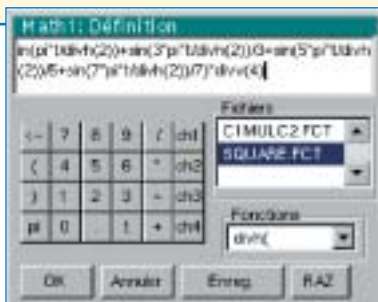 Math1: Définition
in(pi*t/divh(2))+sin(3*pi*t/divh(2))/3+sin(5*pi*t/divh
(2))/5+sin(7*pi*t/divh(2))/7)*divv(4)
Fichiers
<- 7 8 9 / ch1
C1MULC2.FCT
SQUARE.FCT
( 4 5 6 * ch2
) 1 2 3 - ch3
Fonctions
pi 0 . t + ch4
divh(
OK Annuler Enreg. RAZ